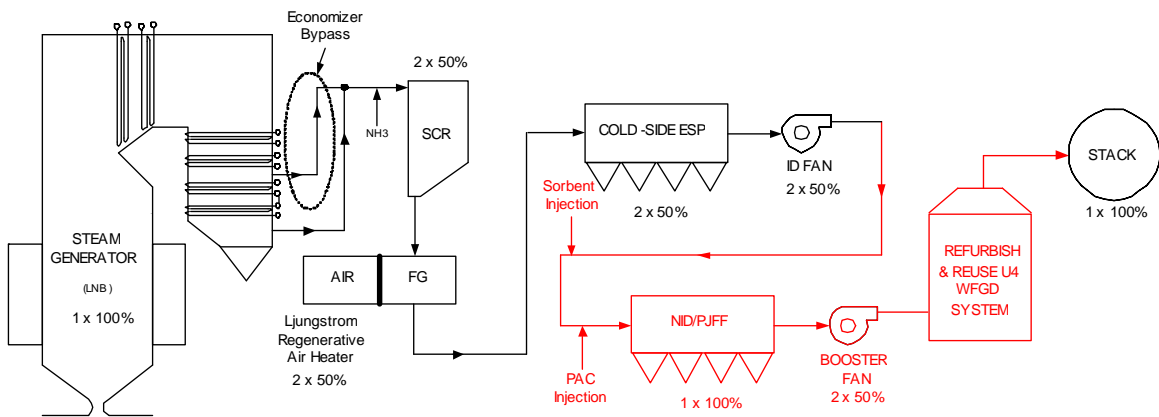 Economizer
Bypass
2 x 50%
NH3
SCR
STEAM
GENERATOR
(LNB)
1 x 100%
AIR
FG
Ljungstrom
Regenerative
Air Heater
2 x 50%
COLD -SIDE ESP
2 x 50%
ID FAN
2 x 50%
Sorbent
Injection
NID/PJFF
PAC
Injection
1 x 100%
BOOSTER
FAN
2 x 50%
REFURBISH
& REUSE U4
WFGD
SYSTEM
STACK
1 x 100%